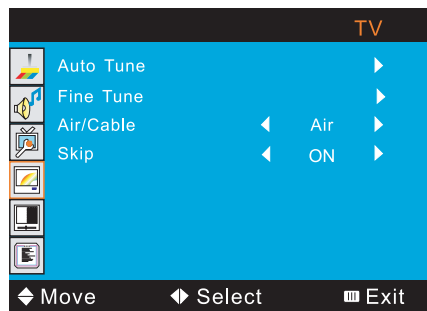 TV
Auto Tune
Fine Tune
Air/Cable Air
Skip ON
Move Select Exit